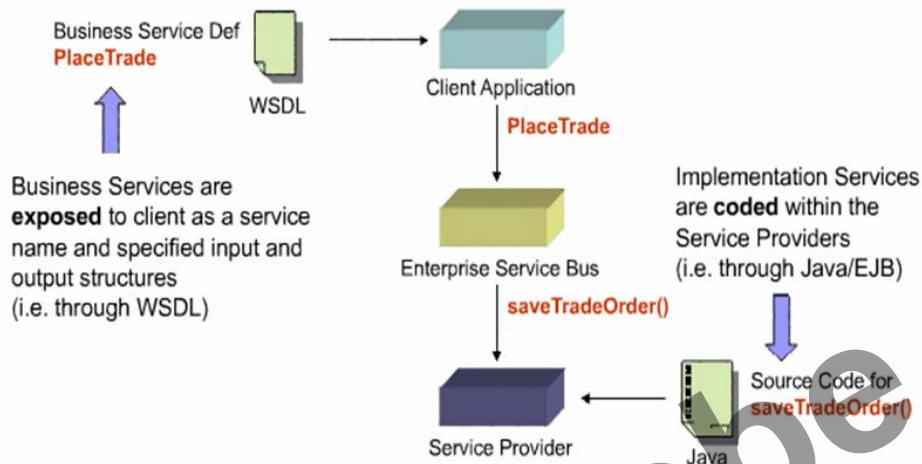 Business Service Def
PlaceTrade
WSDL
Client Application
PlaceTrade
Business Services are
exposed to client as a service
name and specified input and
output structures
(i.e. through WSDL)
Implementation Services
are coded within the
Service Providers
(i.e. through Java/EJB)
Enterprise Service Bus
saveTradeOrder()
Source Code for
saveTradeOrder()
Service Provider
Java